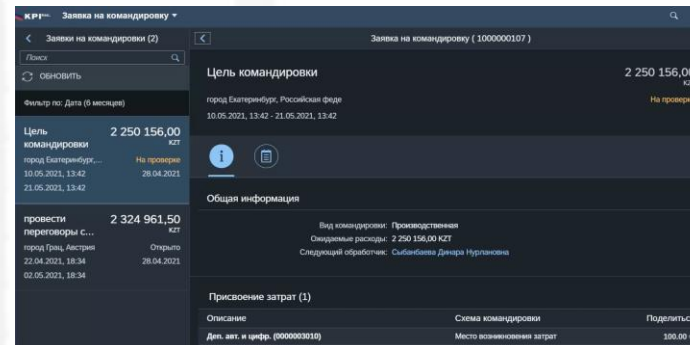 KPI Заявка на командировку
Заявки на командировки (2)
Поиск
ОБНОВИТЬ
Фильтр по: Дата (6 месяцев)
Цель командировки 2 250 156,00
KZT
город Екатеринбург,... На проверке
10.05.2021, 13:42 28.04.2021
21.05.2021, 13:42
провести переговоры с... 2 324 961,50
KZT
город Грац, Австрия Открыто
22.04.2021, 18:34 28.04.2021
02.05.2021, 18:34
Заявка на командировку ( 1000000107 )
Цель командировки 2 250 156,0
KZ
город Екатеринбург, Российская феде На проверк
10.05.2021, 13:42 - 21.05.2021, 13:42
Общая информация
Вид командировки: Производственная
Ожидаемые расходы: 2 250 156,00 KZT
Следующий обработчик: Сыбанбаева Динара Нурлановна
Присвоение затрат (1)
Описание Схема командировки Поделитьс
Деп. авт. и цифр. (0000003010) Место возникновения затрат 100.00